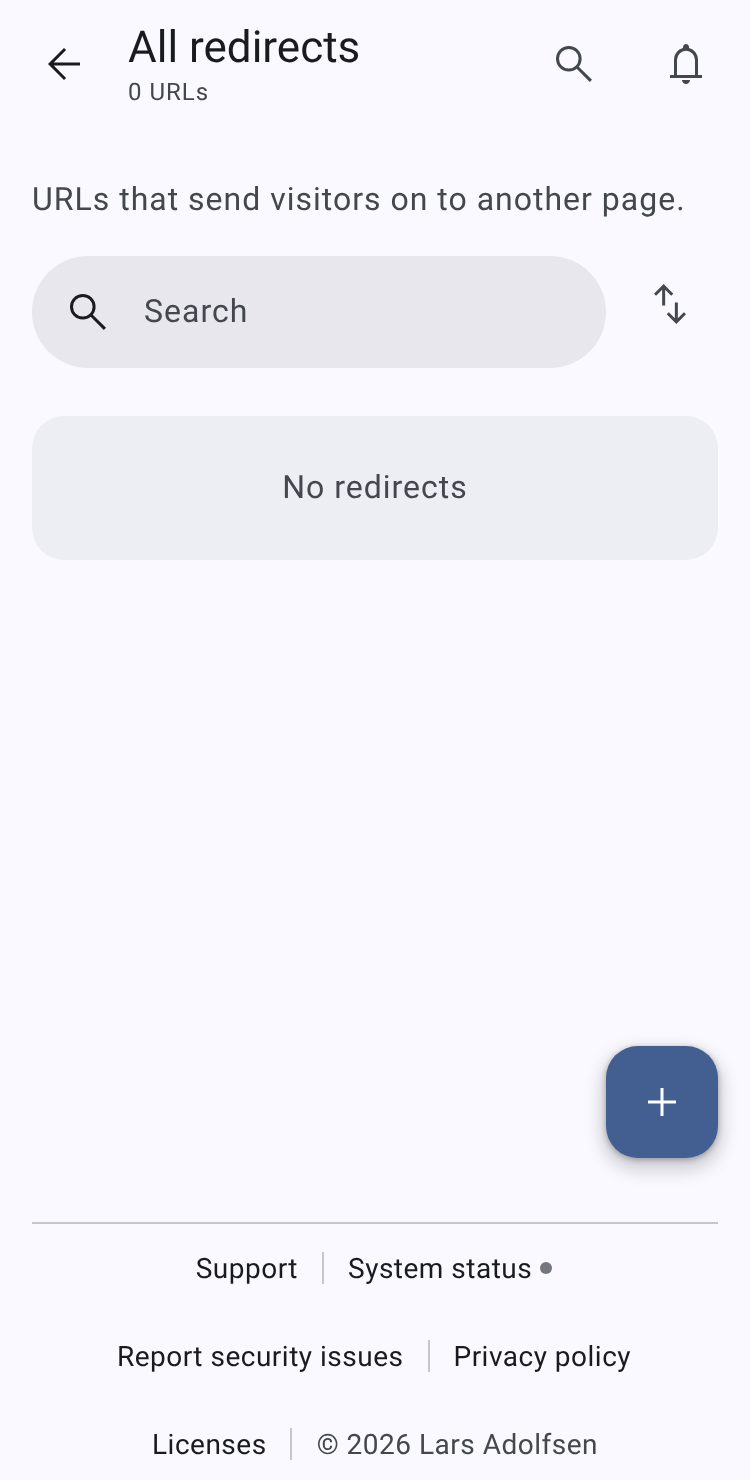 All redirects
0 URLs
URLs that send visitors on to another page.
Search
No redirects
Support
System status
Report security issues
Privacy policy
Licenses
© 2026 Lars Adolfsen